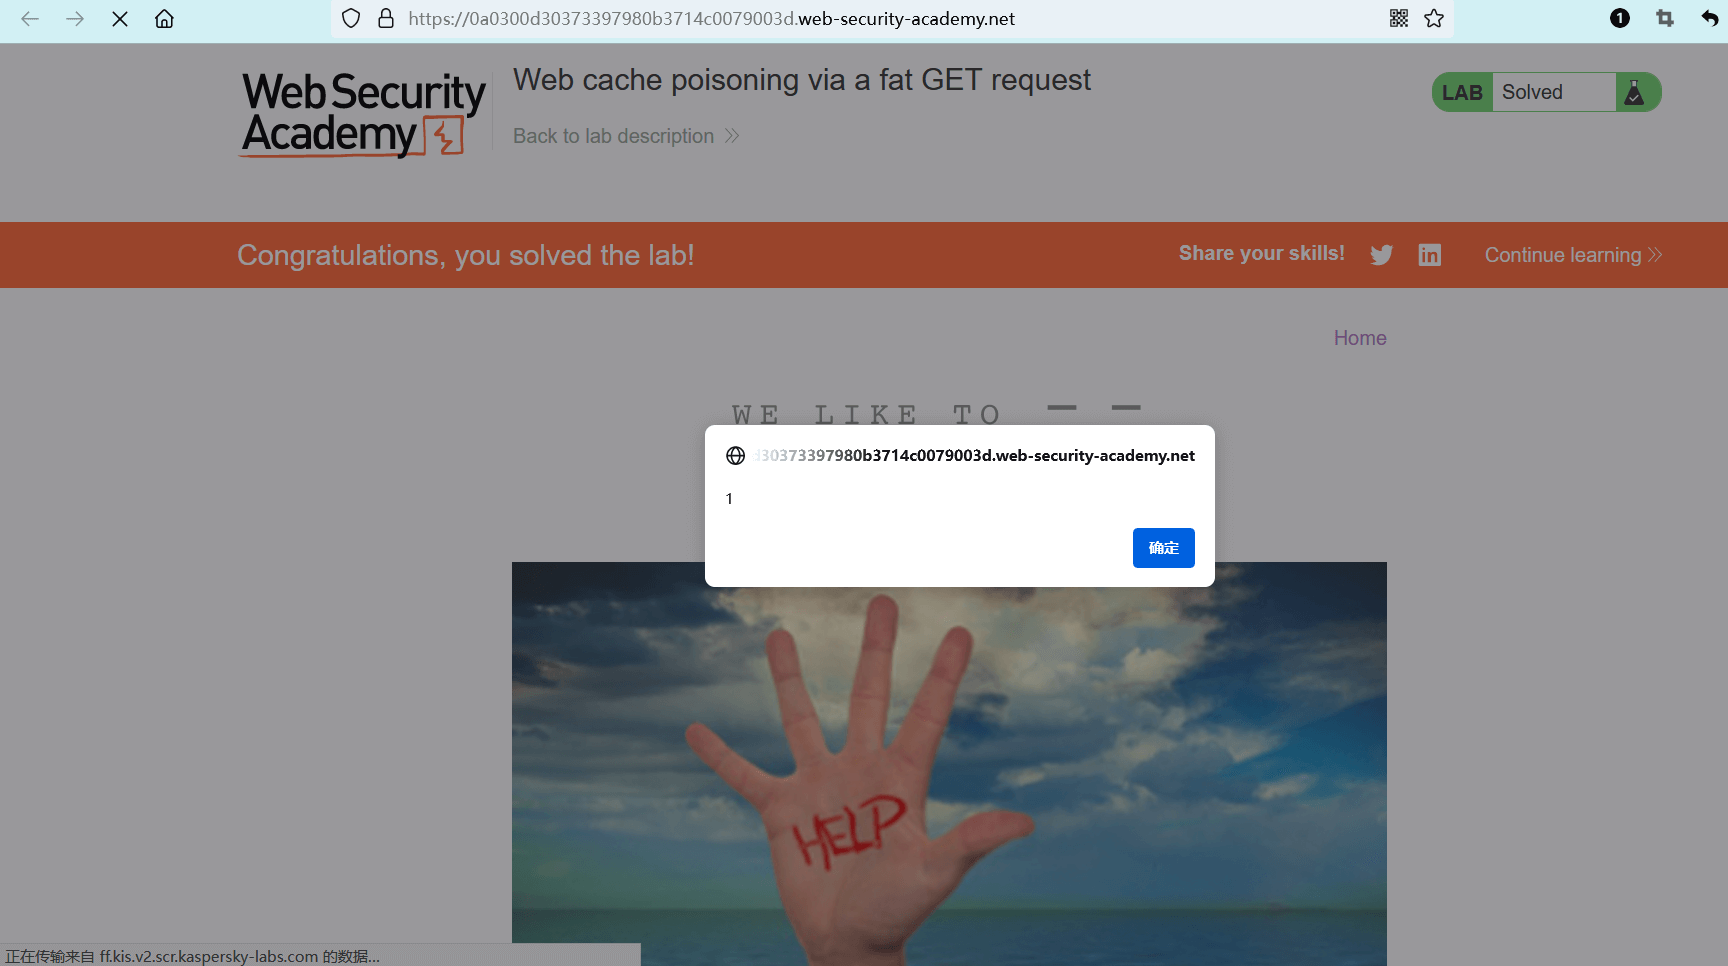 https://0a0300d30373397980b3714c0079003d.web-security-academy.net
1
Web Security
Academy
Web cache poisoning via a fat GET request
Back to lab description
LAB Solved
Congratulations, you solved the lab!
Share your skills!
in
Continue learning
Home
WE LIKE TO
d30373397980b3714c0079003d.web-security-academy.net
1
确定
HELP
正在传输来自 ff.kis.v2.scr.kaspersky-labs.com 的数据...